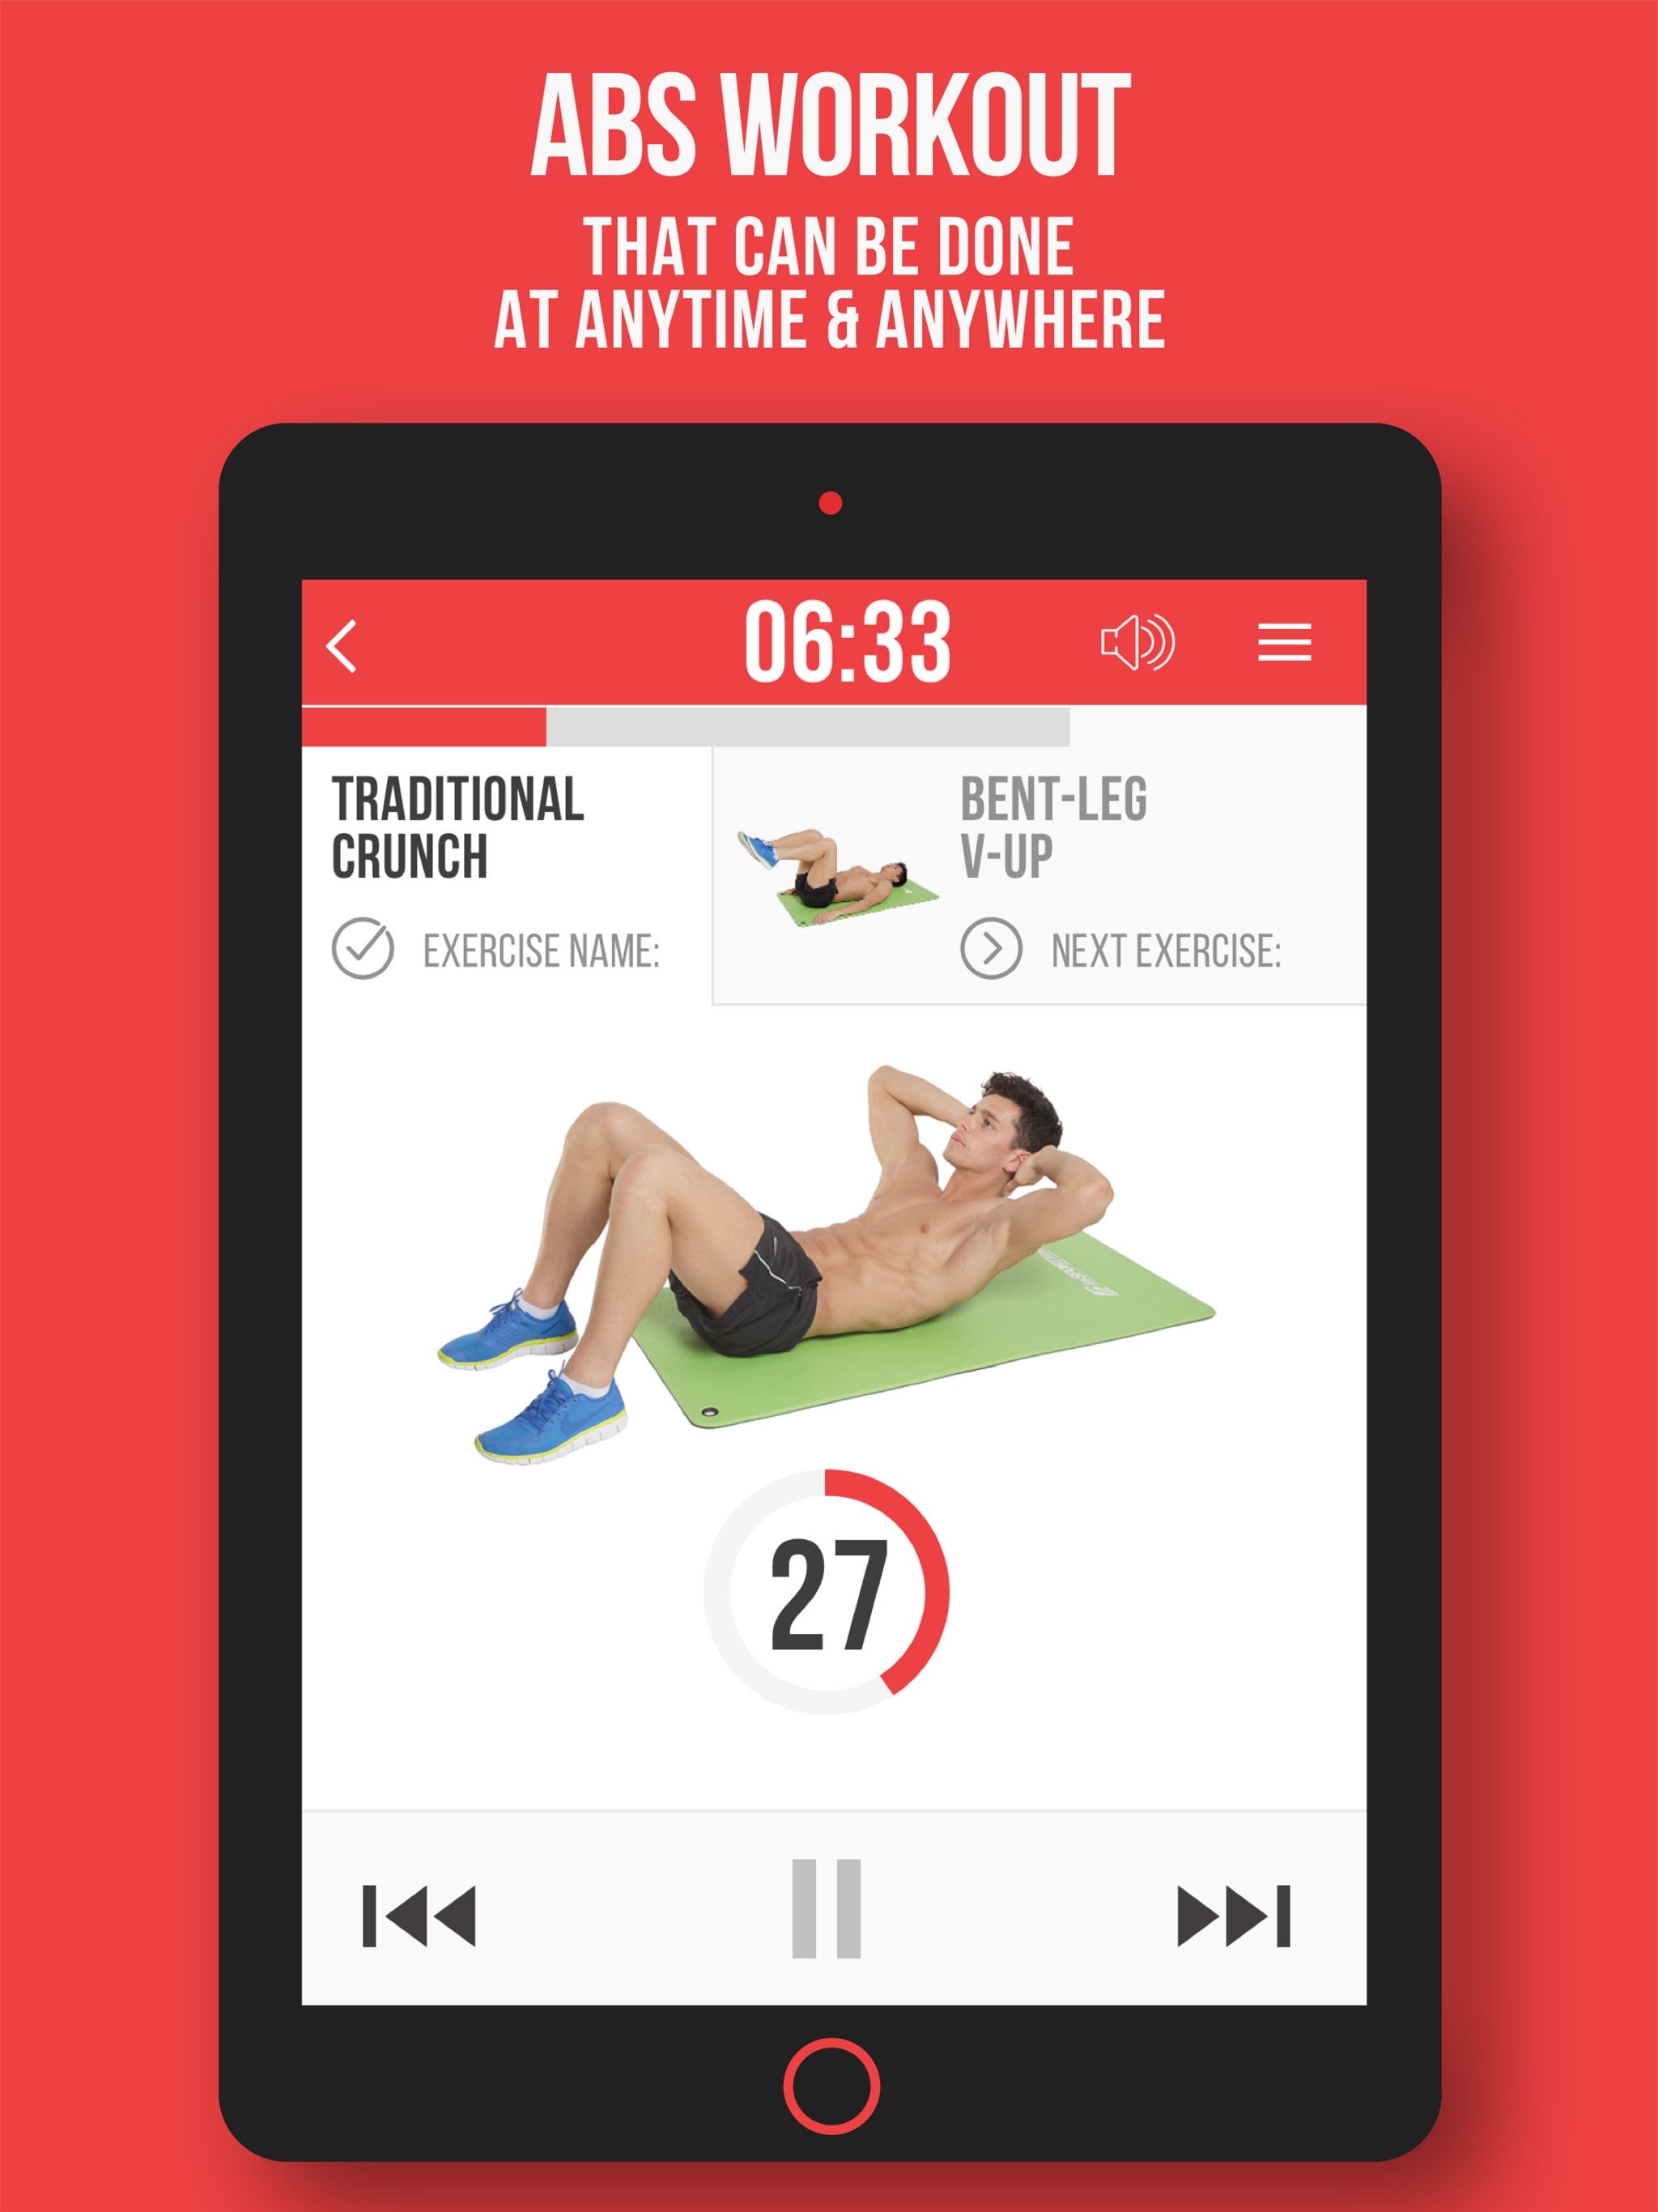 ABS WORKOUT
THAT CAN BE DONE
AT ANYTIME & ANYWHERE
06:33
TRADITIONAL
CRUNCH
EXERCISE NAME:
BENT-LEG
V-UP
NEXT EXERCISE:
27